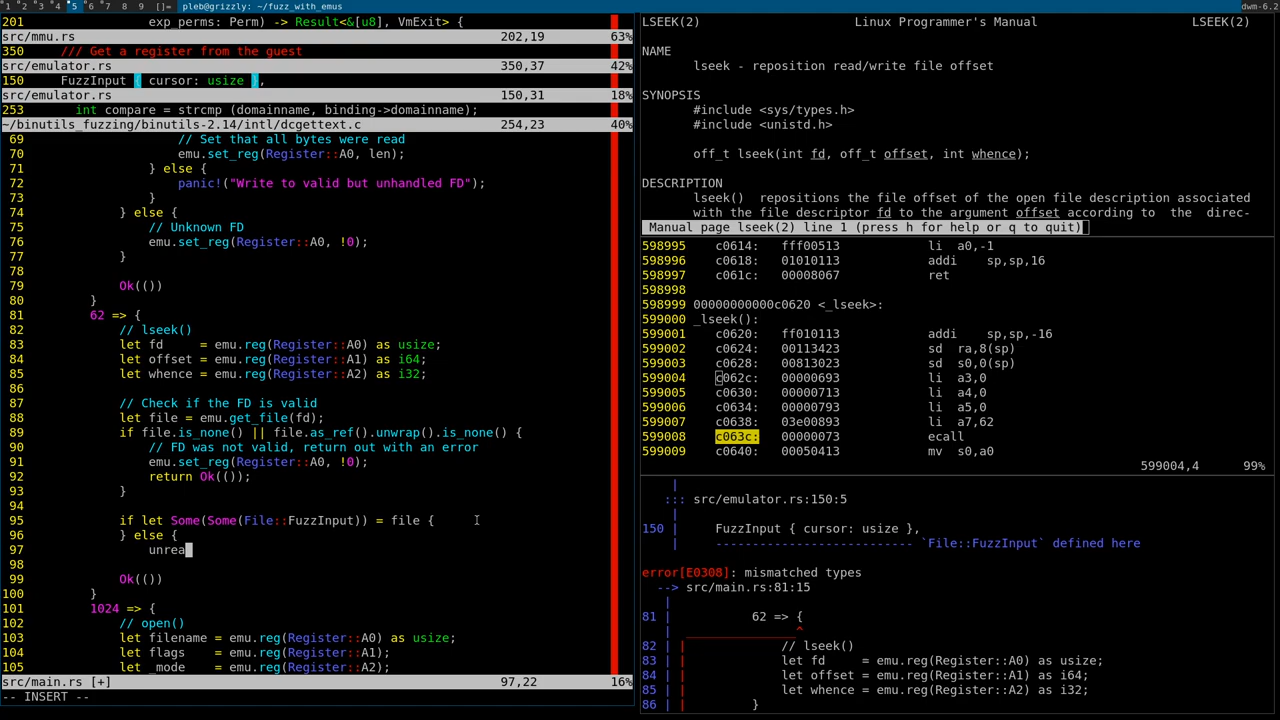 1 2 3 4 5 6 7 8 9 []= pleb@grizzly: ~/fuzz_with_emus dwm-6.2
201 exp_perms: Perm) -> Result<&[u8], VmExit> {
src/mmu.rs 202,19 63%
350 /// Get a register from the guest
src/emulator.rs 350,37 42%
150 FuzzInput { cursor: usize },
src/emulator.rs 150,31 18%
253 int compare = strcmp (domainname, binding->domainname);
~/binutils_fuzzing/binutils-2.14/intl/dcgettext.c 254,23 40%
69 // Set that all bytes were read
70 emu.set_reg(Register::A0, len);
71 } else {
72 panic!("Write to valid but unhandled FD");
73 }
74 } else {
75 // Unknown FD
76 emu.set_reg(Register::A0, !0);
77 }
78
79 Ok(())
80 }
81 62 => {
82 // lseek()
83 let fd     = emu.reg(Register::A0) as usize;
84 let offset = emu.reg(Register::A1) as i64;
85 let whence = emu.reg(Register::A2) as i32;
86
87 // Check if the FD is valid
88 let file = emu.get_file(fd);
89 if file.is_none() || file.as_ref().unwrap().is_none() {
90 // FD was not valid, return out with an error
91 emu.set_reg(Register::A0, !0);
92 return Ok(());
93 }
94
95 if let Some(Some(File::FuzzInput)) = file {
96 } else {
97 unrea
98
99 Ok(())
100 }
101 1024 => {
102 // open()
103 let filename = emu.reg(Register::A0) as usize;
104 let flags    = emu.reg(Register::A1);
105 let _mode    = emu.reg(Register::A2);
src/main.rs [+] 97,22 16%
-- INSERT --
LSEEK(2) Linux Programmer's Manual LSEEK(2)
NAME
lseek - reposition read/write file offset
SYNOPSIS
#include <sys/types.h>
#include <unistd.h>
off_t lseek(int fd, off_t offset, int whence);
DESCRIPTION
lseek()  repositions the file offset of the open file description associated
with the file descriptor fd to the argument offset according to  the  direc-
Manual page lseek(2) line 1 (press h for help or q to quit)
598995 c0614: fff00513 li a0,-1
598996 c0618: 01010113 addi sp,sp,16
598997 c061c: 00008067 ret
598998
598999 00000000000c0620 <_lseek>:
599000 _lseek():
599001 c0620: ff010113 addi sp,sp,-16
599002 c0624: 00113423 sd ra,8(sp)
599003 c0628: 00813023 sd s0,0(sp)
599004 c062c: 00000693 li a3,0
599005 c0630: 00000713 li a4,0
599006 c0634: 00000793 li a5,0
599007 c0638: 03e00893 li a7,62
599008 c063c: 00000073 ecall
599009 c0640: 00050413 mv s0,a0
599004,4 99%
|
::: src/emulator.rs:150:5
|
150 FuzzInput { cursor: usize },
| --------------------------- `File::FuzzInput` defined here
error[E0308]: mismatched types
--> src/main.rs:81:15
|
81 | 62 => {
| _______________^
82 | | // lseek()
83 | | let fd     = emu.reg(Register::A0) as usize;
84 | | let offset = emu.reg(Register::A1) as i64;
85 | | let whence = emu.reg(Register::A2) as i32;
86 | | }